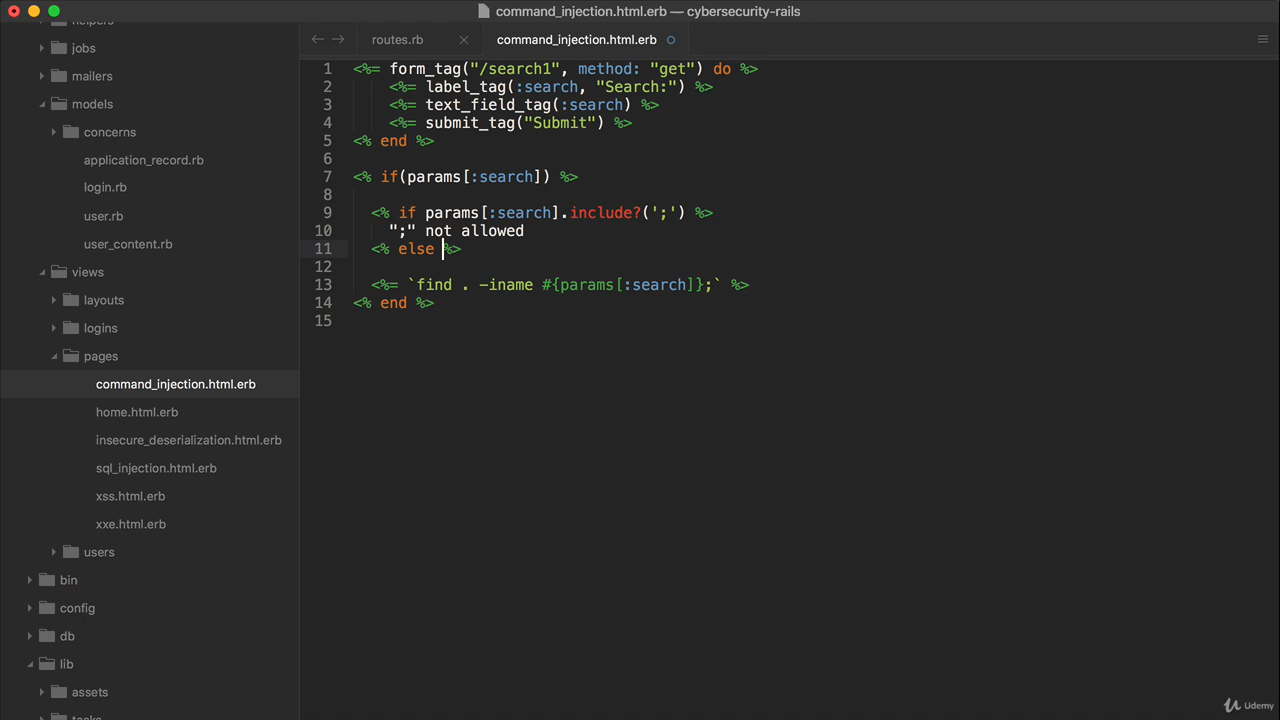 command_injection.html.erb — cybersecurity-rails
helpers
jobs
mailers
models
concerns
application_record.rb
login.rb
user.rb
user_content.rb
views
layouts
logins
pages
command_injection.html.erb
home.html.erb
insecure_deserialization.html.erb
sql_injection.html.erb
xss.html.erb
xxe.html.erb
users
bin
config
db
lib
assets
tasks
routes.rb
command_injection.html.erb
1 <%= form_tag("/search1", method: "get") do %>
2 <%= label_tag(:search, "Search:") %>
3 <%= text_field_tag(:search) %>
4 <%= submit_tag("Submit") %>
5 <% end %>
6
7 <% if(params[:search]) %>
8
9 <% if params[:search].include?(';') %>
10 ";" not allowed
11 <% else %>
12
13 <%= `find . -iname #{params[:search]};` %>
14 <% end %>
15
Udemy